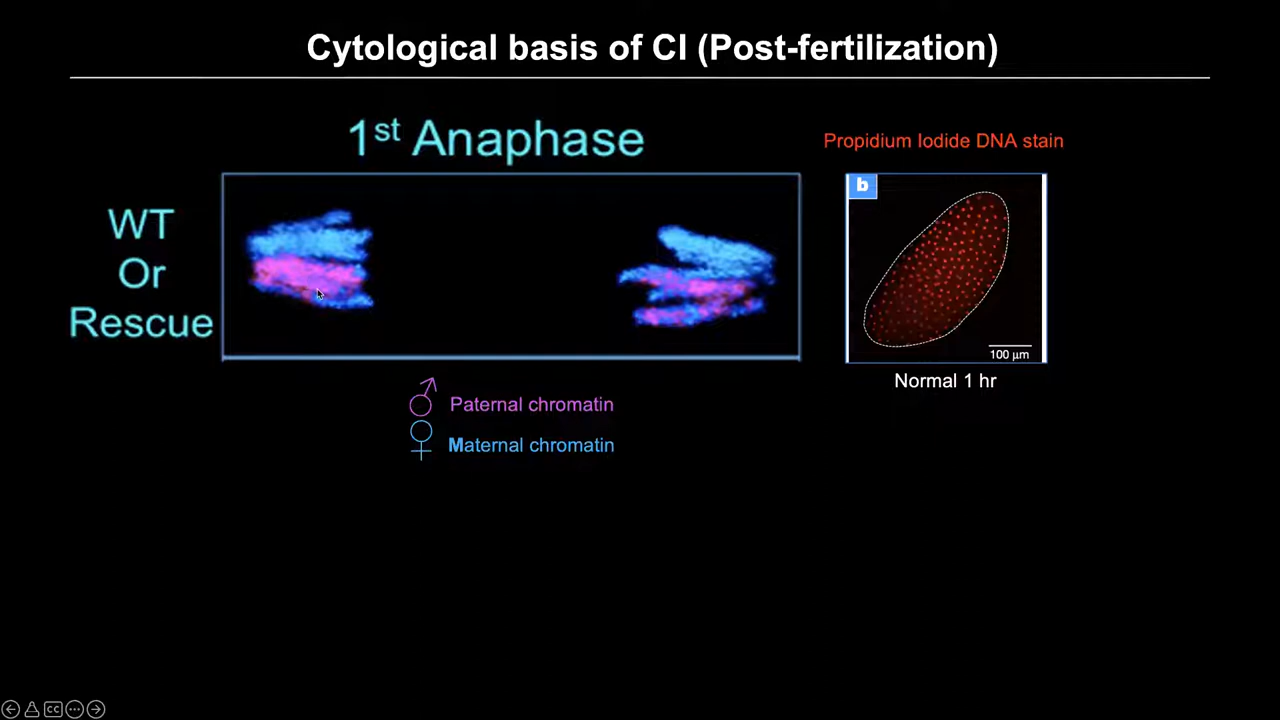 Cytological basis of CI (Post-fertilization)
1st Anaphase
Propidium Iodide DNA stain
WT
Or
Rescue
b
100 µm
Normal 1 hr
♂ Paternal chromatin
♀ Maternal chromatin
CC